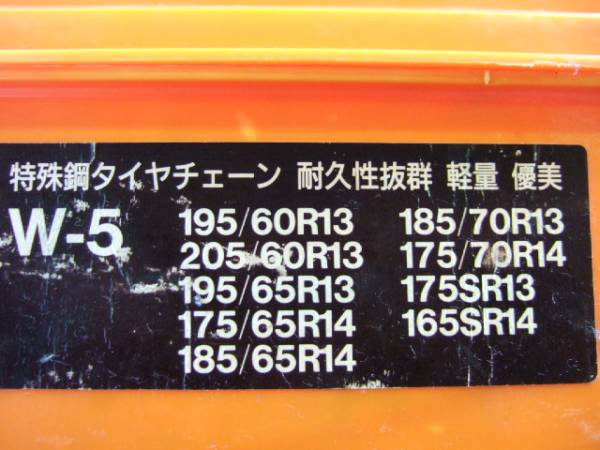 特殊鋼タイヤチェーン 耐久性抜群 軽量 優美
W-5
195/60R13 185/70R13
205/60R13 175/70R14
195/65R13 175SR13
175/65R14 165SR14
185/65R14